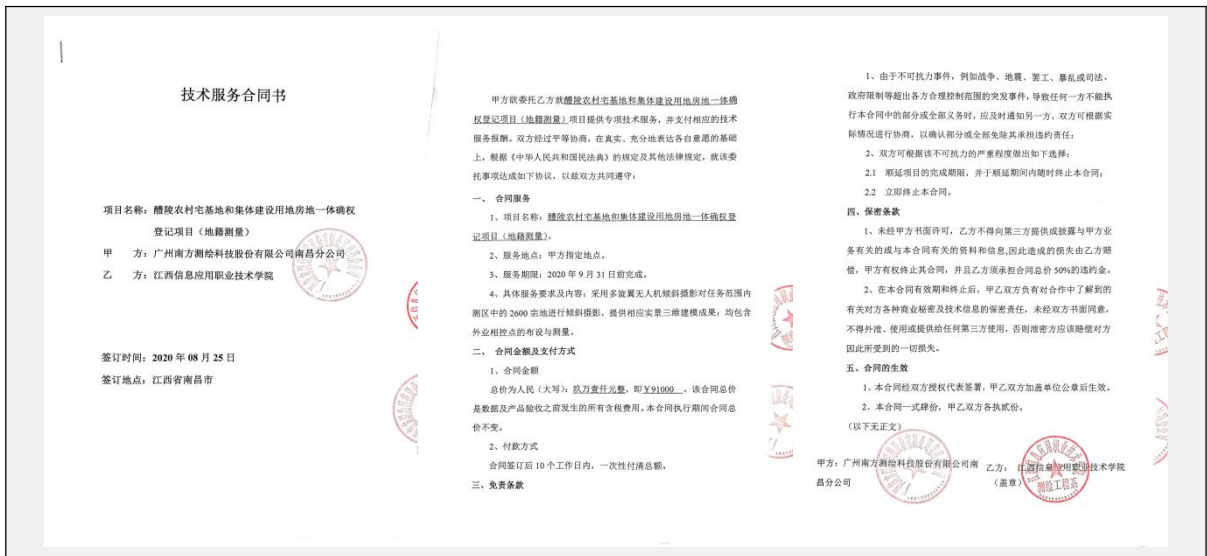 技术服务合同书
项目名称：醴陵农村宅基地和集体建设用地房地一体确权
登记项目（地籍测量）
甲 方：广州南方测绘科技股份有限公司南昌分公司
乙 方：江西信息应用职业技术学院
签订时间：2020 年 08 月 25 日
签订地点：江西省南昌市
甲方欲委托乙方就醴陵农村宅基地和集体建设用地房地一体确
权登记项目（地籍测量）项目提供专项技术服务，并支付相应的技术
服务报酬。双方经过平等协商，在真实、充分地表达各自意愿的基础
上，根据《中华人民共和国民法典》的规定及其他法律规定，就该委
托事项达成如下协议，以兹双方共同遵守：
一、 合同服务
1、项目名称：醴陵农村宅基地和集体建设用地房地一体确权登
记项目（地籍测量）。
2、服务地点：甲方指定地点。
3、服务期限：2020 年 9 月 31 日前完成。
4、具体服务要求及内容：采用多旋翼无人机倾斜摄影对任务范围内
测区中的 2600 宗地进行倾斜摄影，提供相应实景三维建模成果；均包含
外业相控点的布设与测量。
二、 合同金额及支付方式
1、合同金额
总价为人民（大写）：玖万壹仟元整，即￥91000 。该合同总价
是数据及产品验收之前发生的所有含税费用。本合同执行期间合同总
价不变。
2、付款方式
合同签订后 10 个工作日内，一次性付清总额。
三、免责条款
1、由于不可抗力事件，例如战争、地震、罢工、暴乱或司法、
政府限制等超出各方合理控制范围的突发事件，导致任何一方不能执
行本合同中的部分或全部义务时，应及时通知另一方。双方可根据实
际情况进行协商，以确认部分或全部免除其承担违约责任；
2、双方可根据该不可抗力的严重程度做出如下选择：
2.1 顺延项目的完成期限，并于顺延期间内随时终止本合同；
2.2 立即终止本合同。
四、保密条款
1、未经甲方书面许可，乙方不得向第三方提供或披露与甲方业
务有关的或与本合同有关的资料和信息,因此造成的损失由乙方赔
偿，甲方有权终止其合同，并且乙方须承担合同总价 50%的违约金。
2、在本合同有效期和终止后，甲乙双方负有对合作中了解到的
有关对方各种商业秘密及技术信息的保密责任，未经双方书面同意，
不得外泄、使用或提供给任何第三方使用，否则泄密方应该赔偿对方
因此所受到的一切损失。
五、合同的生效
1、本合同经双方授权代表签署，甲乙双方加盖单位公章后生效。
2、本合同一式肆份，甲乙双方各执贰份。
（以下无正文）
甲方：广州南方测绘科技股份有限公司南
昌分公司
乙方： 江西信息应用职业技术学院
（盖章）
测绘工程系